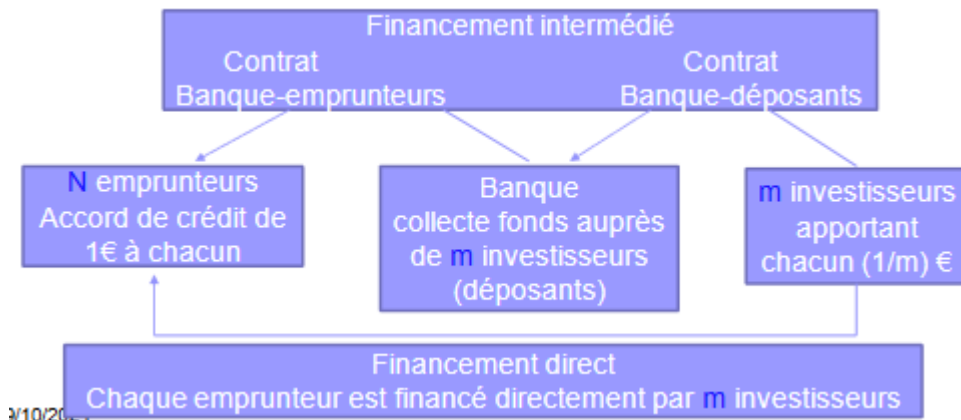 Financement intermédié
Contrat
Banque-emprunteurs
Contrat
Banque-déposants
N emprunteurs
Accord de crédit de
1€ à chacun
Banque
collecte fonds auprès
de m investisseurs
(déposants)
m investisseurs
apportant
chacun (1/m) €
Financement direct
Chaque emprunteur est financé directement par m investisseurs